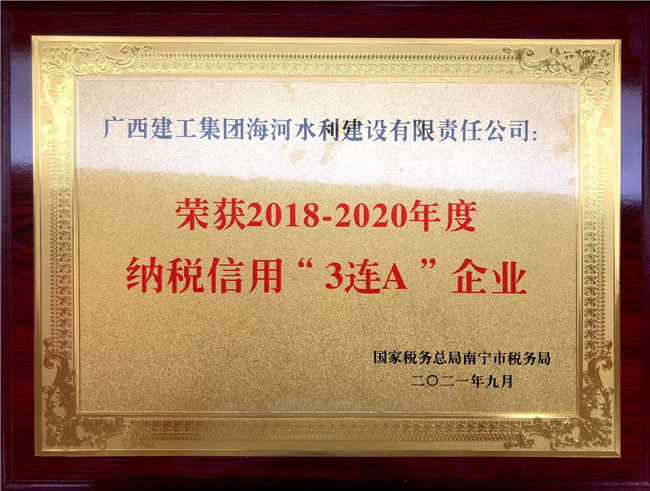 广西建工集团海河水利建设有限责任公司：
荣获2018-2020年度
纳税信用“3连A”企业
国家税务总局南宁市税务局
二〇二一年九月